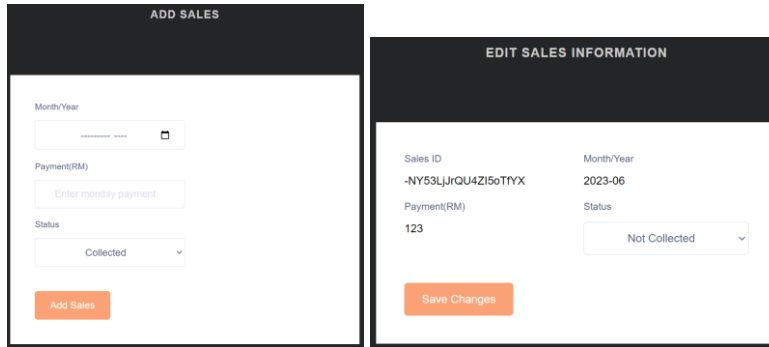 ADD SALES
Month/Year
--------- ----
Payment(RM)
Enter monthly payment
Status
Collected
Add Sales
EDIT SALES INFORMATION
Sales ID
Month/Year
-NY53LjJrQU4ZI5oTfYX
2023-06
Payment(RM)
Status
123
Not Collected
Save Changes